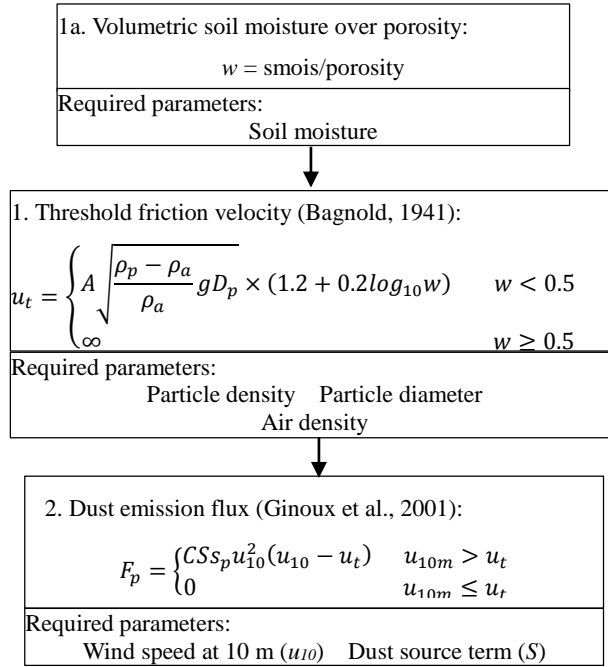 1a. Volumetric soil moisture over porosity:
w = smois/porosity
Required parameters:
Soil moisture
1. Threshold friction velocity (Bagnold, 1941):
u_t = { A √((ρ_p − ρ_a)/ρ_a gD_p) × (1.2 + 0.2log_10 w)   w < 0.5
∞   w ≥ 0.5
Required parameters:
Particle density   Particle diameter
Air density
2. Dust emission flux (Ginoux et al., 2001):
F_p = { CSs_p u_10^2 (u_10 − u_t)   u_10m > u_t
0   u_10m ≤ u_t
Required parameters:
Wind speed at 10 m (u_10)   Dust source term (S)